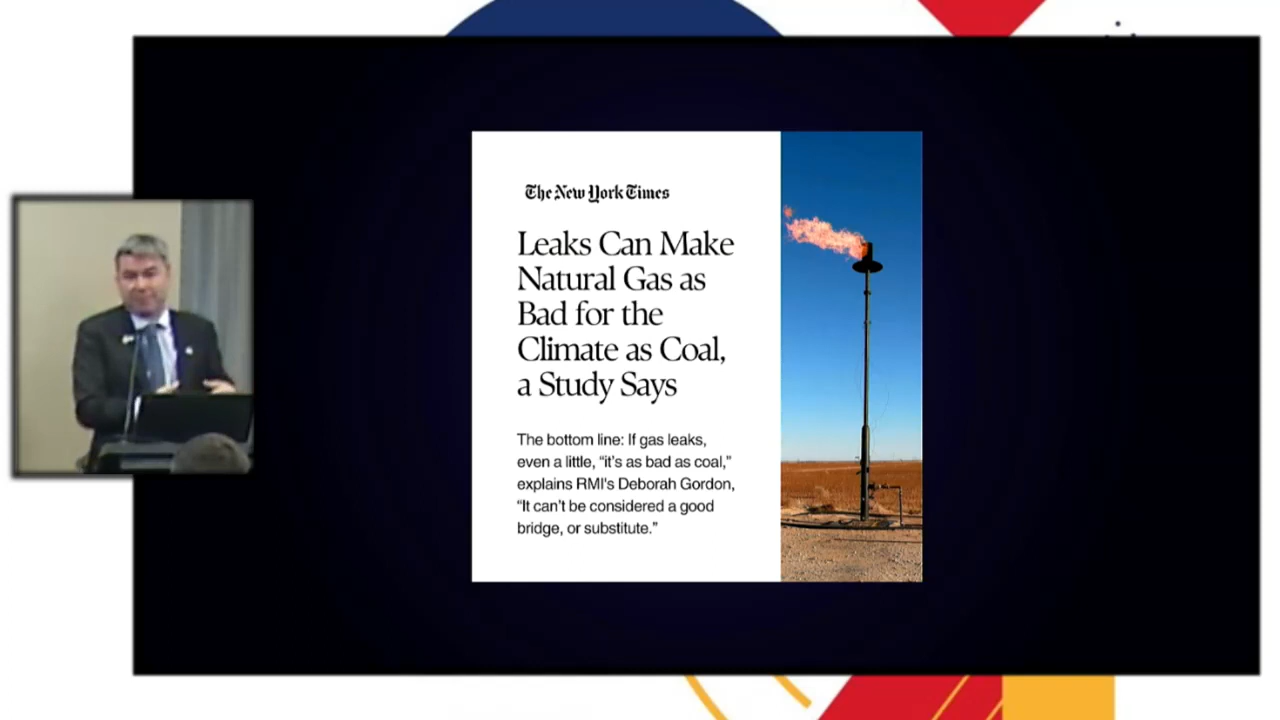 The New York Times
Leaks Can Make
Natural Gas as
Bad for the
Climate as Coal,
a Study Says
The bottom line: If gas leaks,
even a little, “it’s as bad as coal,”
explains RMI's Deborah Gordon,
“It can’t be considered a good
bridge, or substitute.”